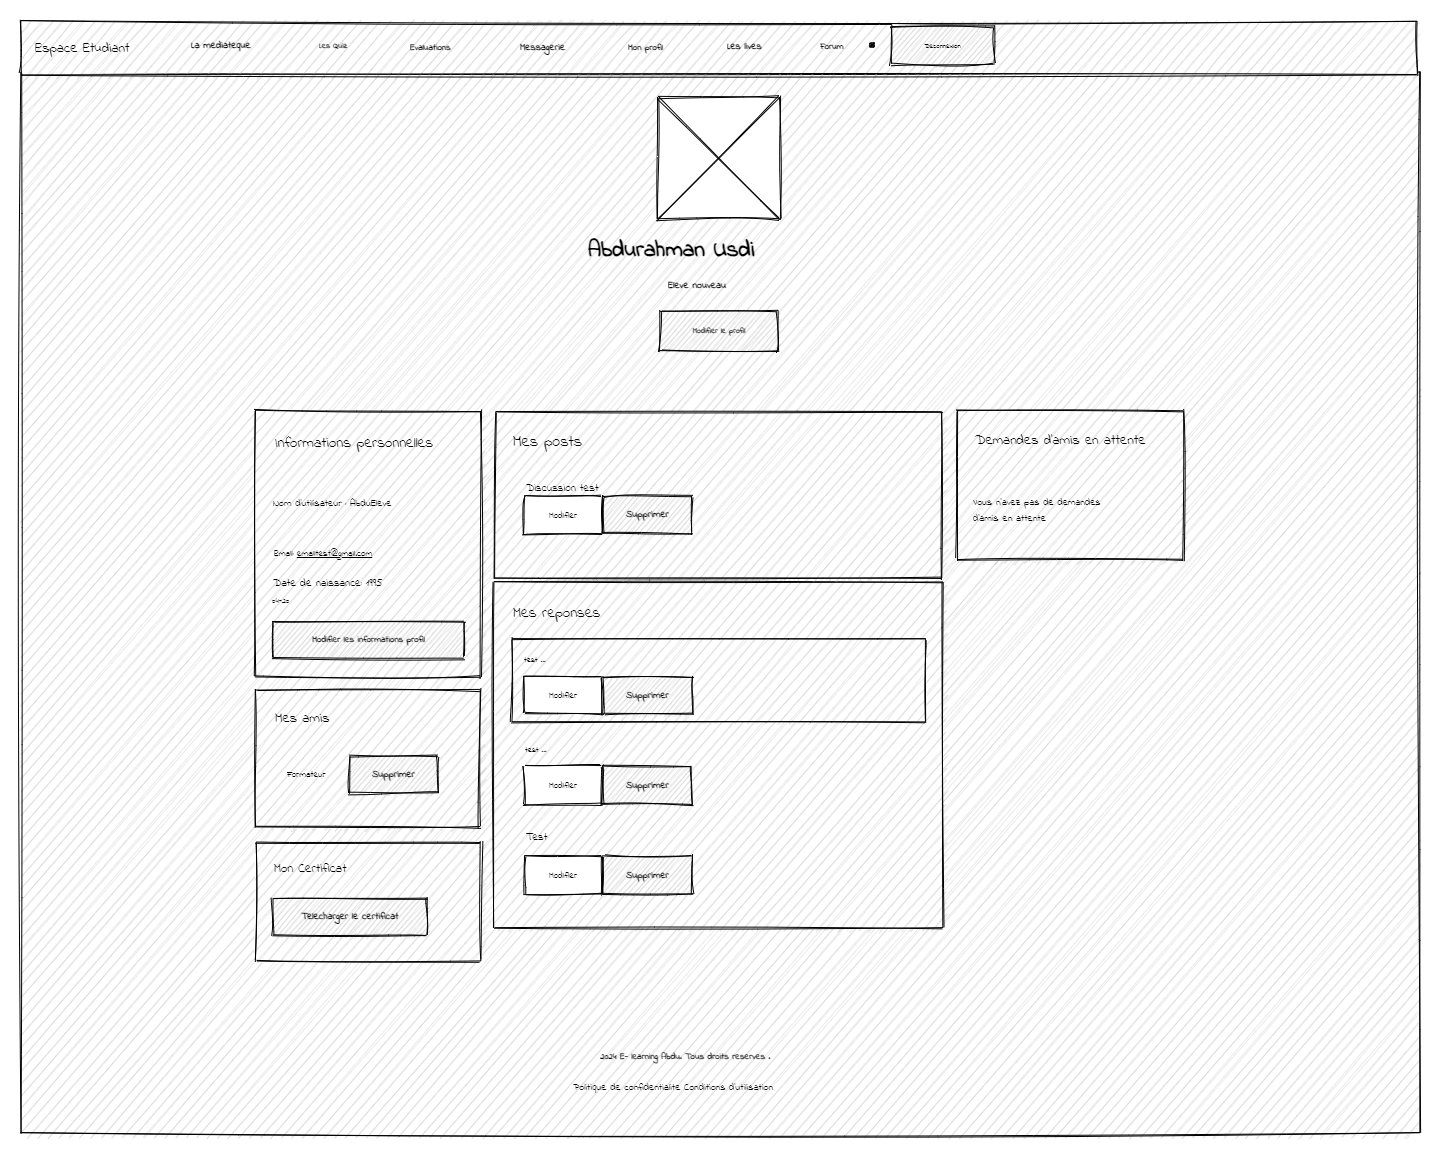 Espace Etudiant
La mediateque
Les Quiz
Evaluations
Messagerie
Mon profil
Les lives
Forum
Deconnexion
Abdurahman Usdi
Eleve nouveau
Modifier le profil
Informations personnelles
Nom d'utilisateur : AbduEleve
Email: emailtest@gmail.com
Date de naissance: 1995
04-20
Modifier les informations profil
Mes amis
Formateur
Supprimer
Mon Certificat
Telecharger le certificat
Mes posts
Discussion test
Modifier
Supprimer
Mes reponses
test ...
Modifier
Supprimer
test ...
Modifier
Supprimer
Test
Modifier
Supprimer
Demandes d'amis en attente
Vous n'avez pas de demandes
d'amis en attente
2024 E- learning Abdu. Tous droits reserves .
Politique de confidentialite Conditions d'utilisation